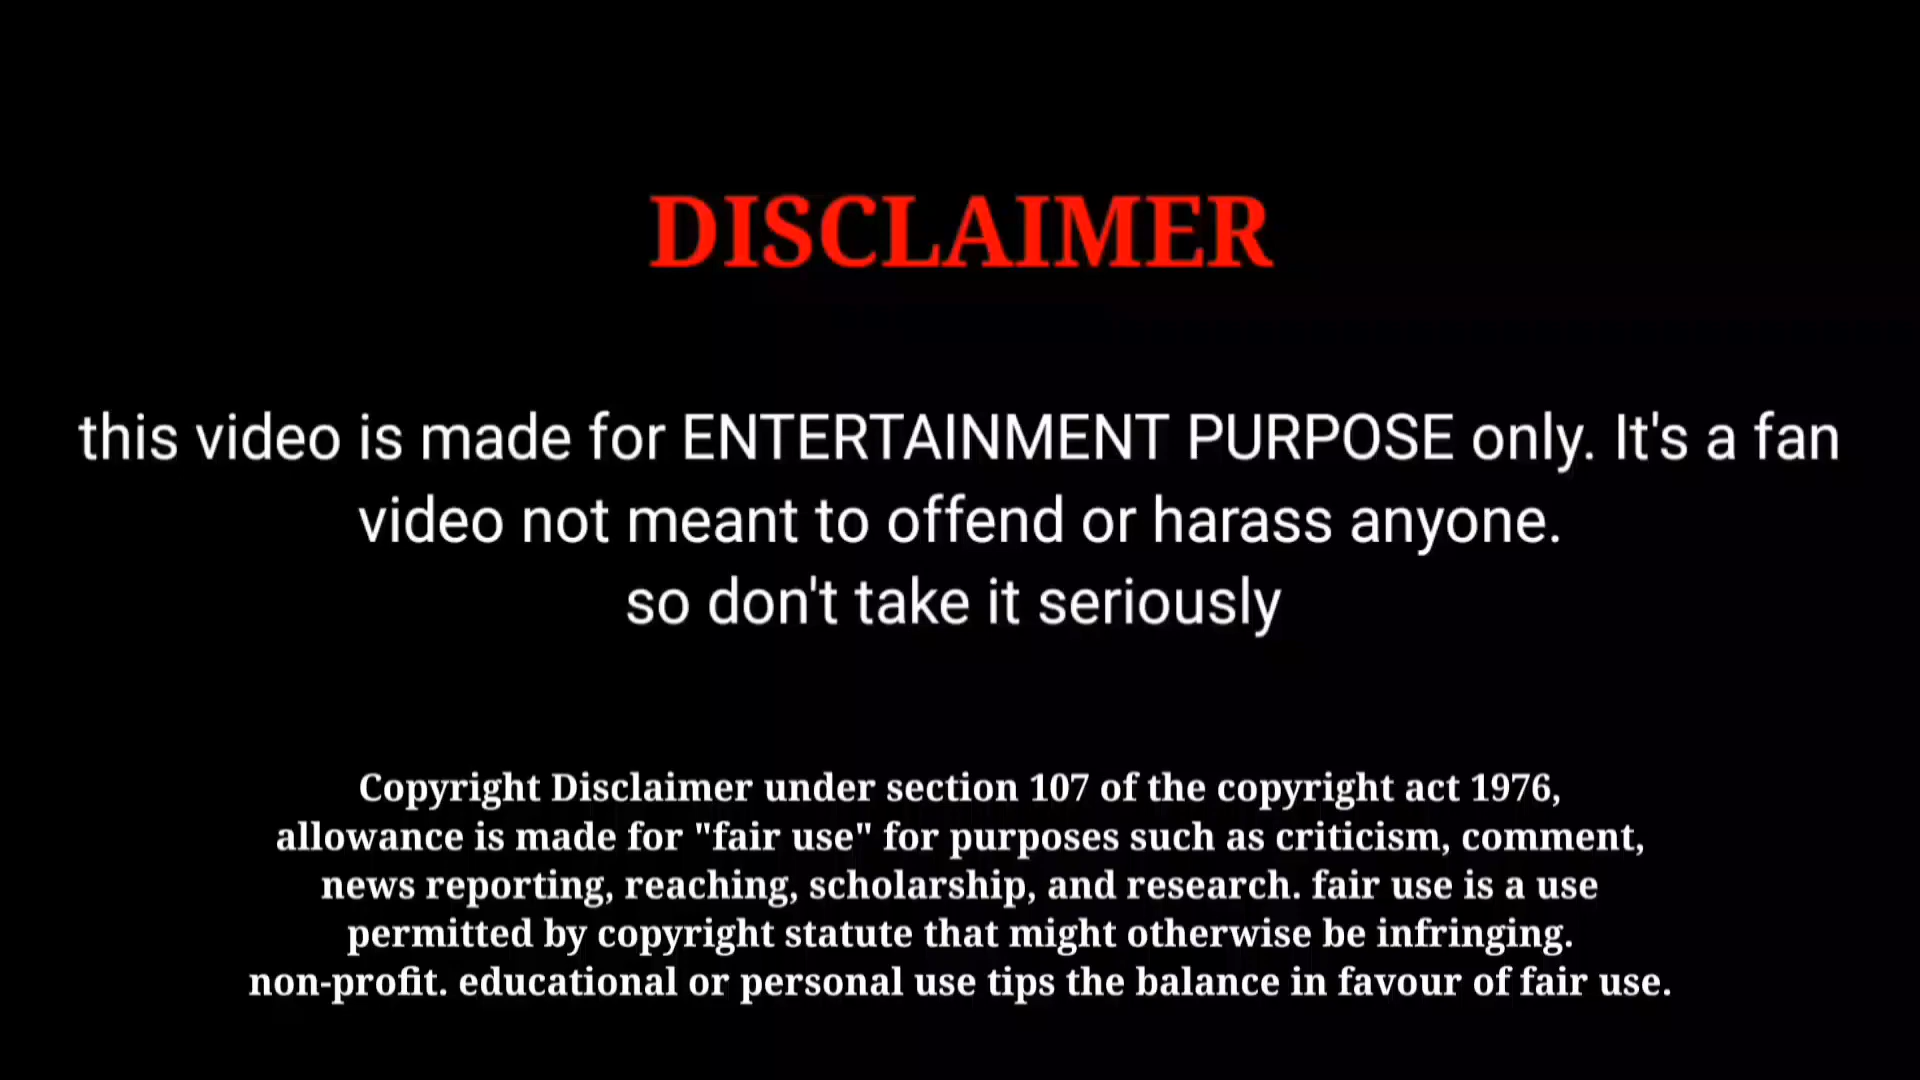 DISCLAIMER
this video is made for ENTERTAINMENT PURPOSE only. It's a fan
video not meant to offend or harass anyone.
so don't take it seriously
Copyright Disclaimer under section 107 of the copyright act 1976,
allowance is made for "fair use" for purposes such as criticism, comment,
news reporting, reaching, scholarship, and research. fair use is a use
permitted by copyright statute that might otherwise be infringing.
non-profit. educational or personal use tips the balance in favour of fair use.